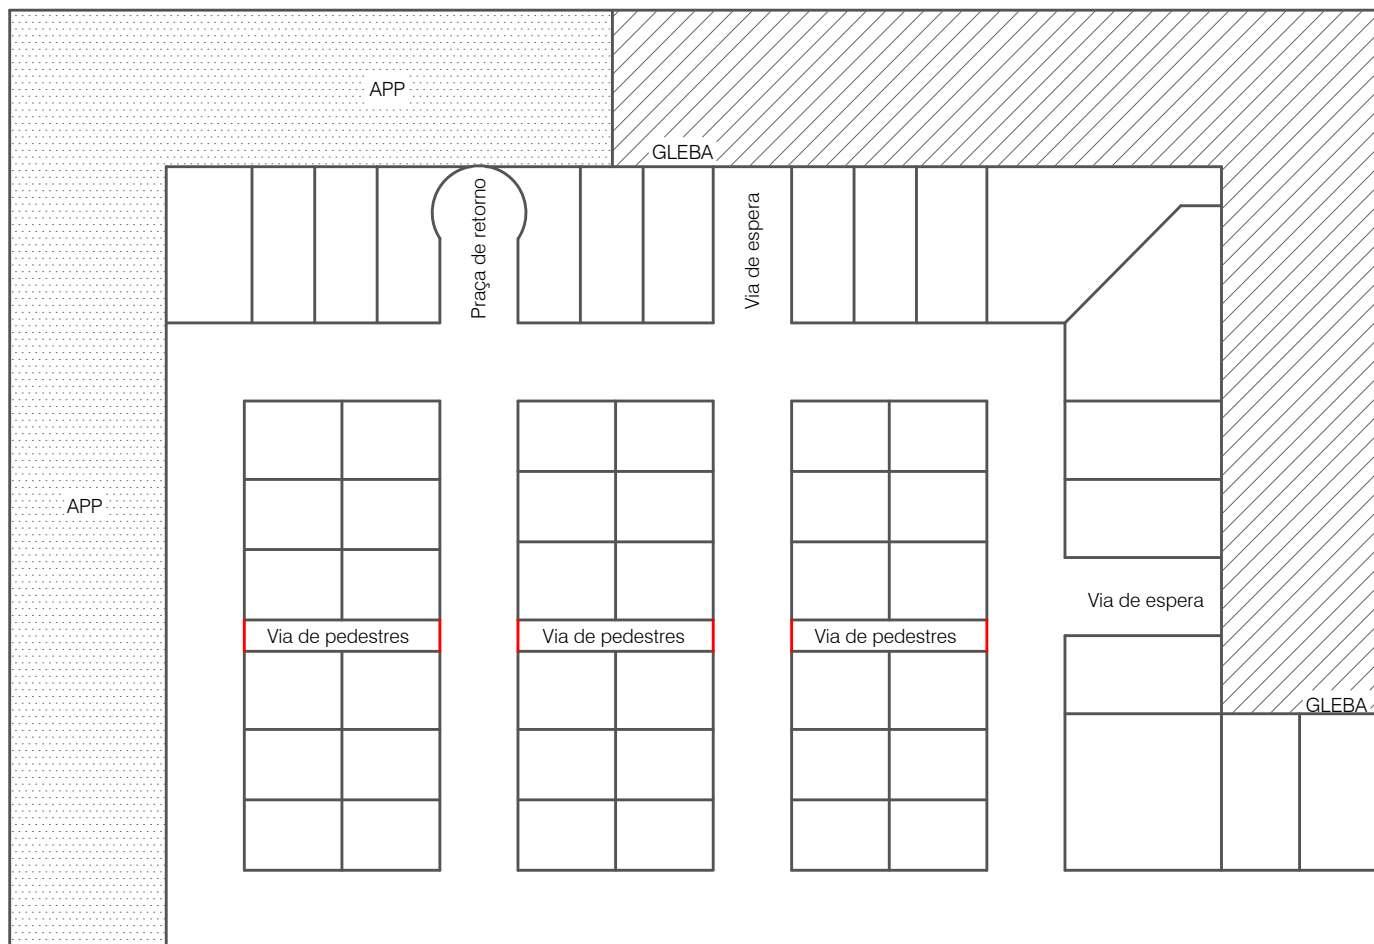 APP
GLEBA
Praça de retorno
Via de espera
APP
Via de espera
Via de pedestres
Via de pedestres
Via de pedestres
GLEBA